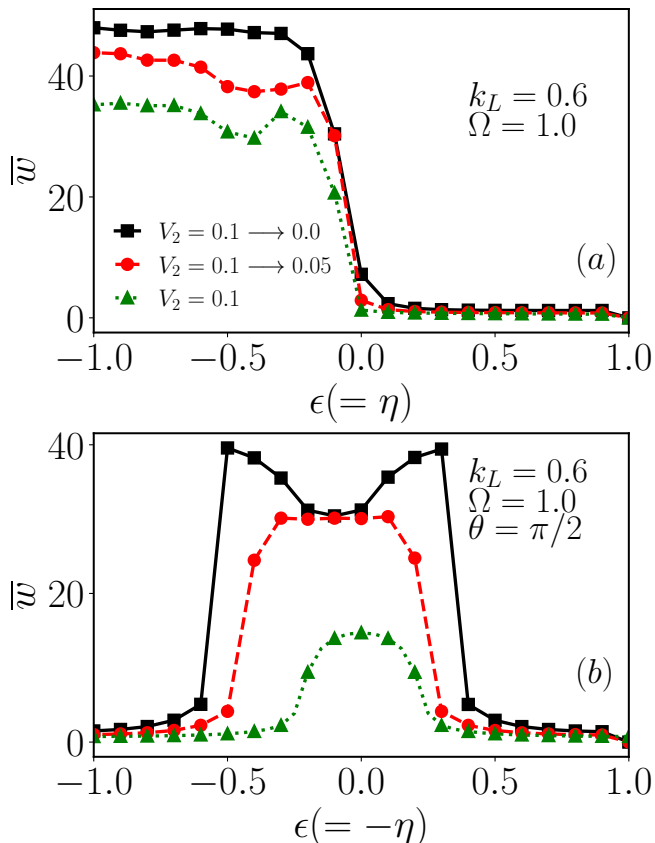 40
20
0
w̅
k_L = 0.6
Ω = 1.0
V_2 = 0.1 ⟶ 0.0
V_2 = 0.1 ⟶ 0.05
V_2 = 0.1
(a)
−1.0 −0.5 0.0 0.5 1.0
ϵ(= η)
40
20
0
w̅
k_L = 0.6
Ω = 1.0
θ = π/2
(b)
−1.0 −0.5 0.0 0.5 1.0
ϵ(= −η)